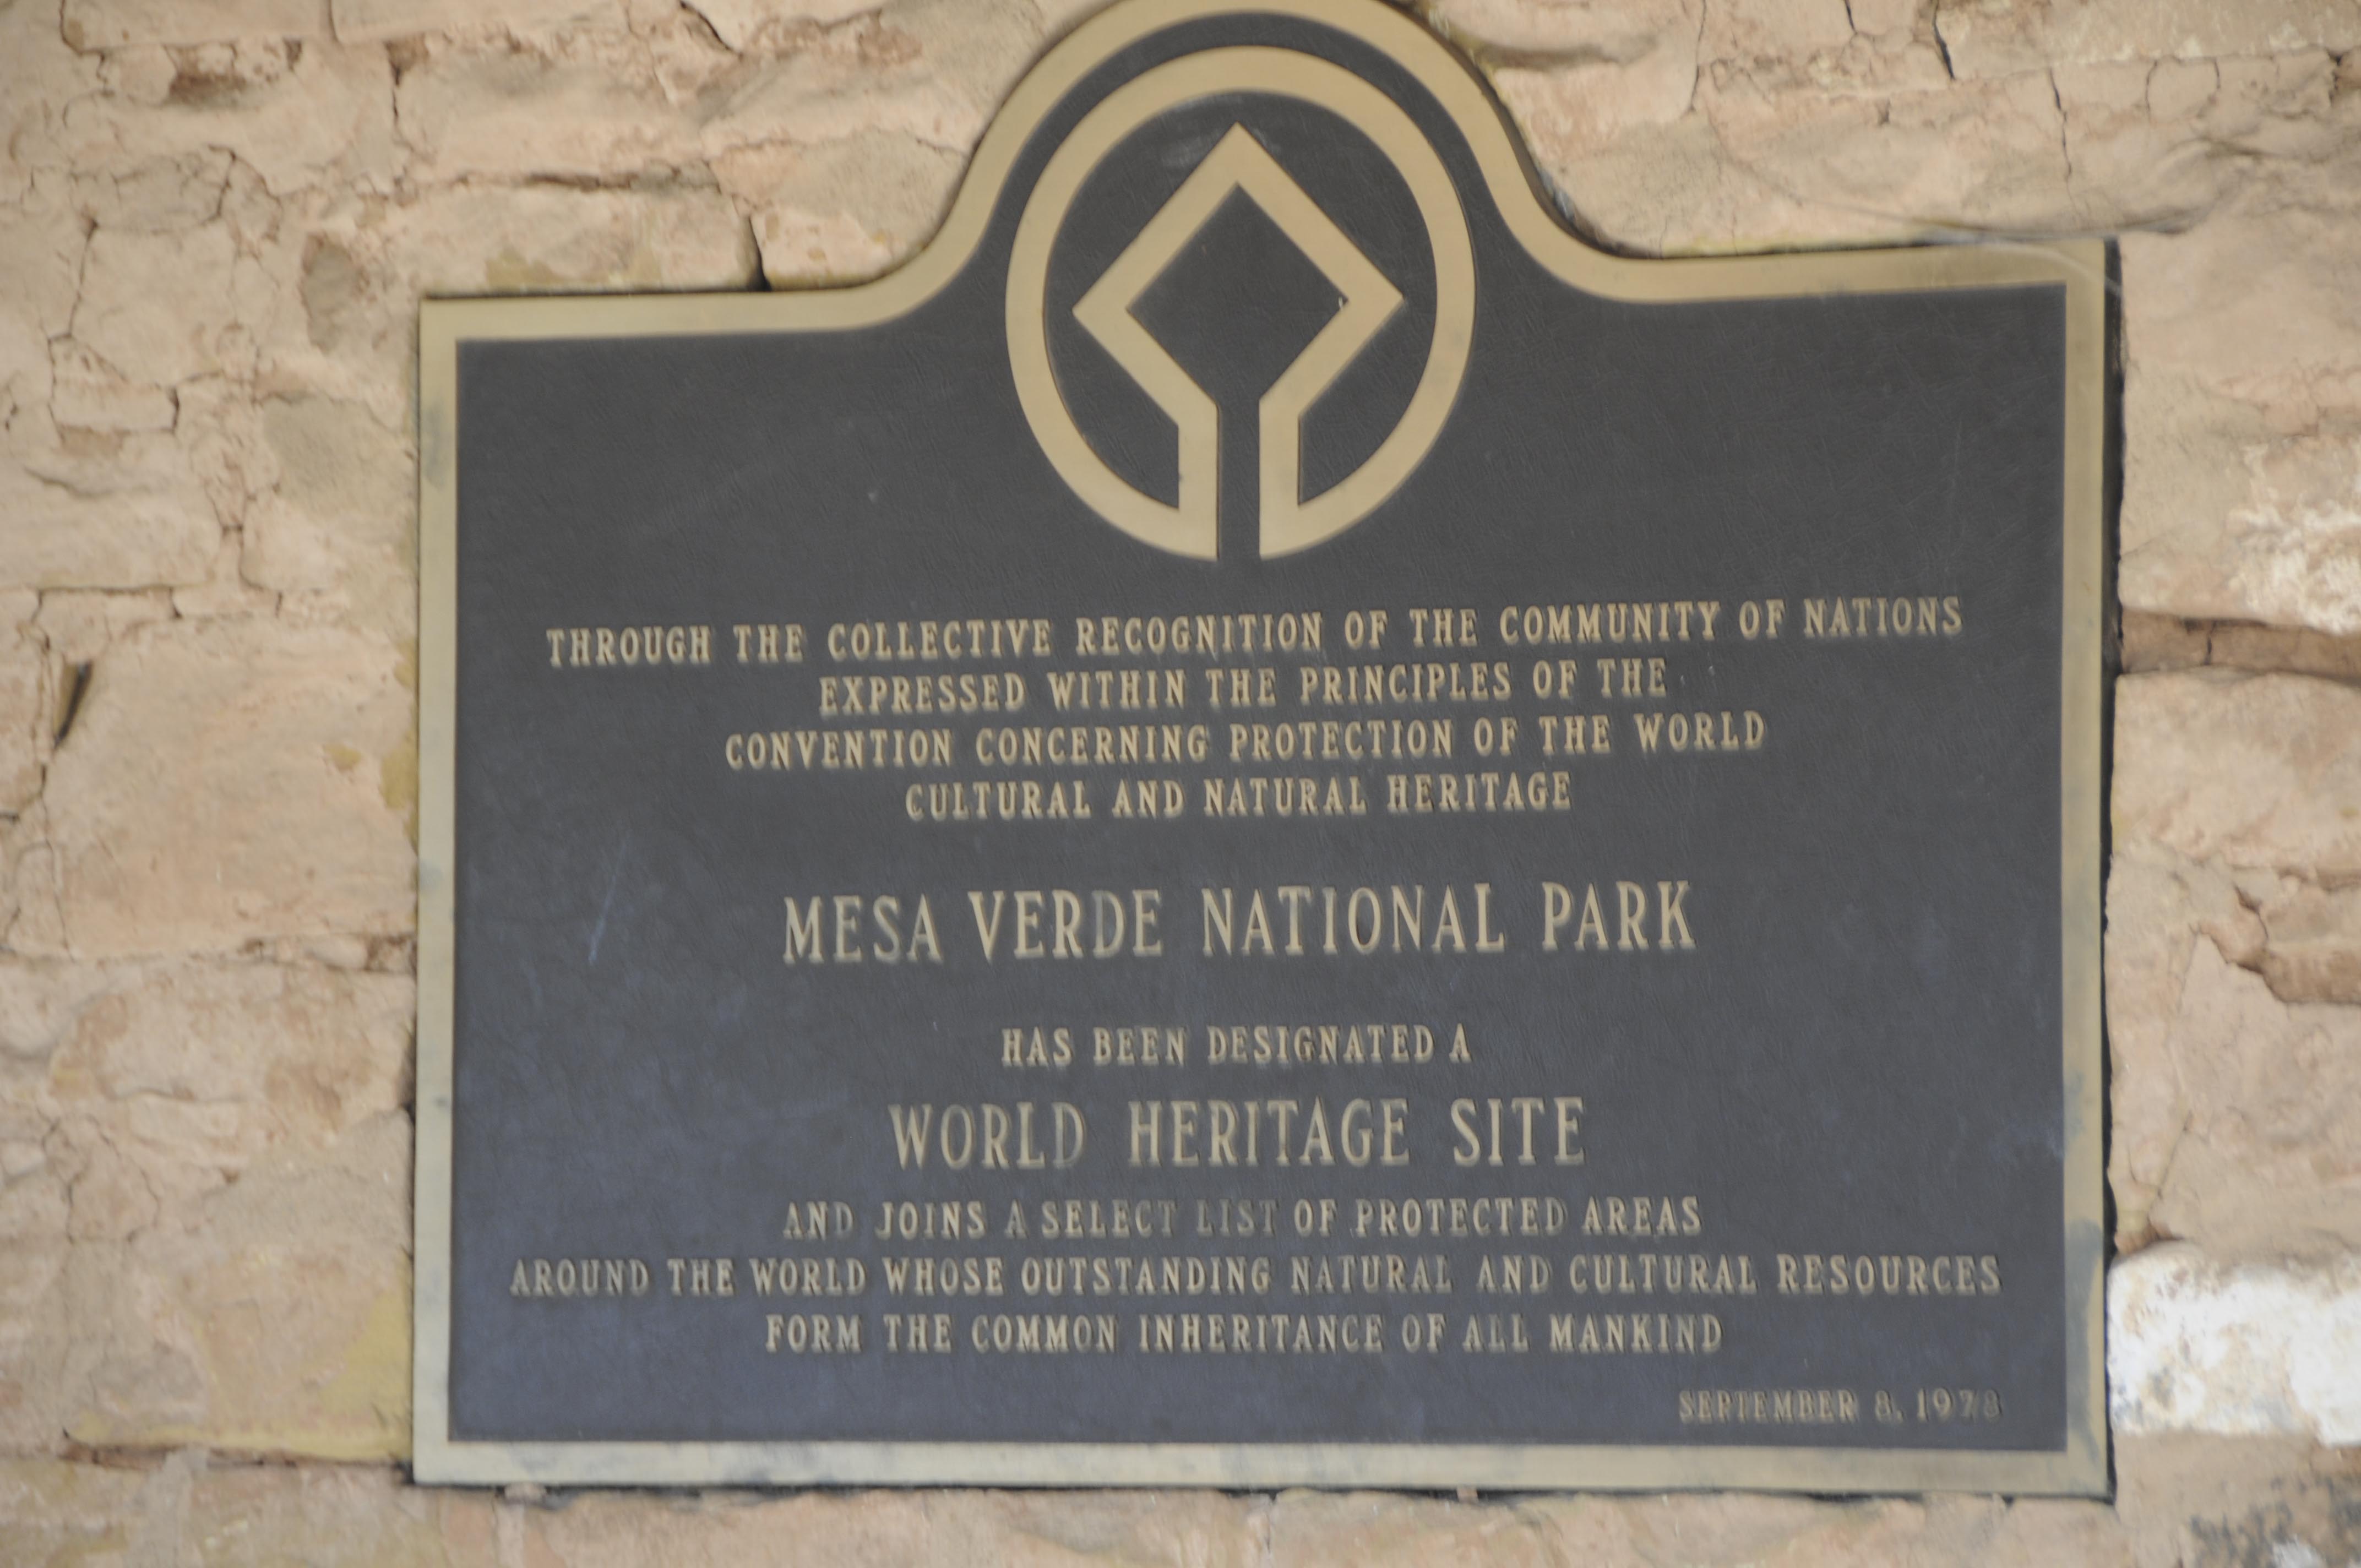 THROUGH THE COLLECTIVE RECOGNITION OF THE COMMUNITY OF NATIONS
EXPRESSED WITHIN THE PRINCIPLES OF THE
CONVENTION CONCERNING PROTECTION OF THE WORLD
CULTURAL AND NATURAL HERITAGE
MESA VERDE NATIONAL PARK
HAS BEEN DESIGNATED A
WORLD HERITAGE SITE
AND JOINS A SELECT LIST OF PROTECTED AREAS
AROUND THE WORLD WHOSE OUTSTANDING NATURAL AND CULTURAL RESOURCES
FORM THE COMMON INHERITANCE OF ALL MANKIND
SEPTEMBER 8, 1978